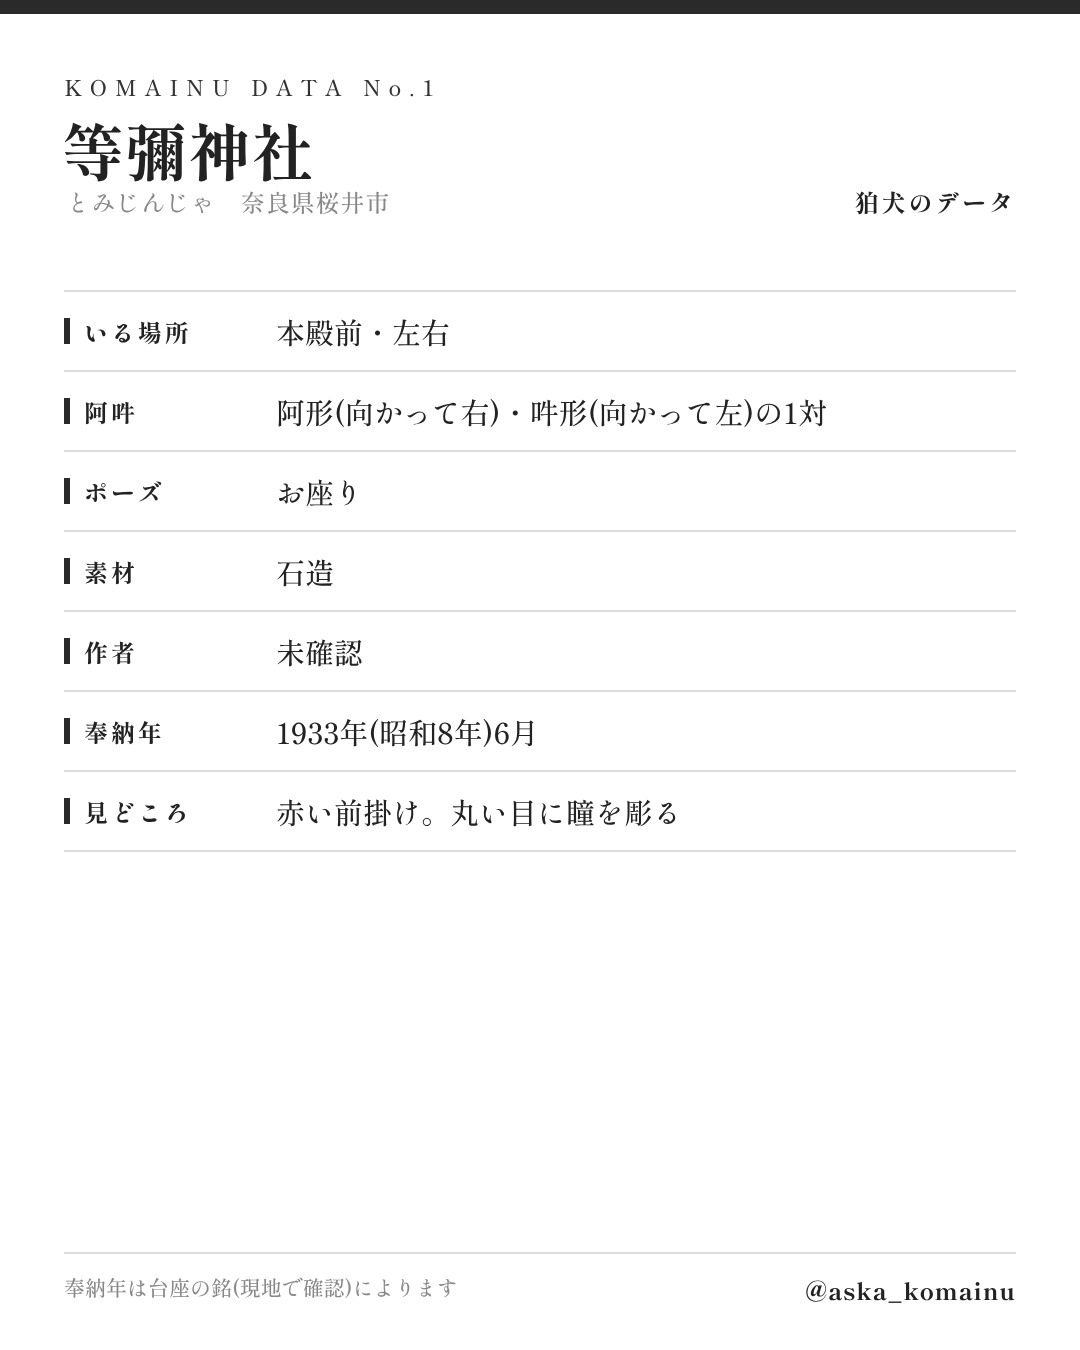 KOMAINU DATA No.1
等彌神社
とみじんじゃ　奈良県桜井市
狛犬のデータ
いる場所　本殿前・左右
阿吽　阿形(向かって右)・吽形(向かって左)の1対
ポーズ　お座り
素材　石造
作者　未確認
奉納年　1933年(昭和8年)6月
見どころ　赤い前掛け。丸い目に瞳を彫る
奉納年は台座の銘(現地で確認)によります
@aska_komainu